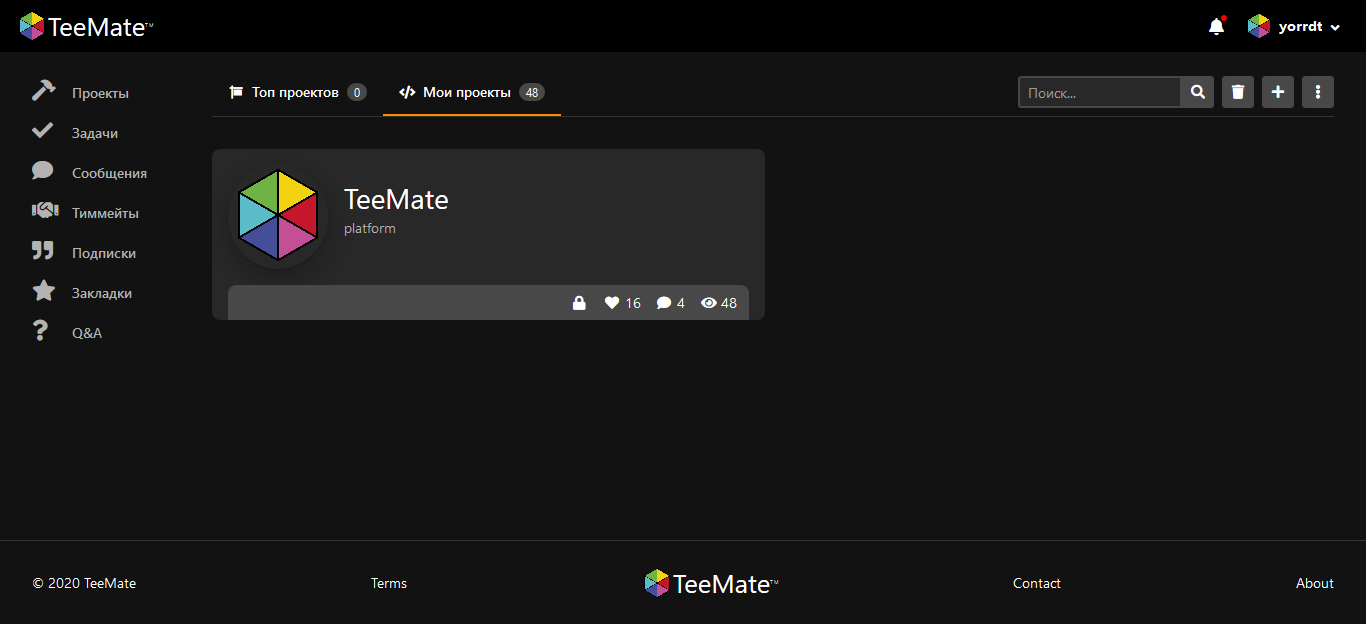 TeeMate™
yorrdt
Проекты
Задачи
Сообщения
Тиммейты
Подписки
Закладки
Q&A
Топ проектов 0
Мои проекты 48
Поиск...
TeeMate
platform
16 4 48
© 2020 TeeMate
Terms
TeeMate™
Contact
About